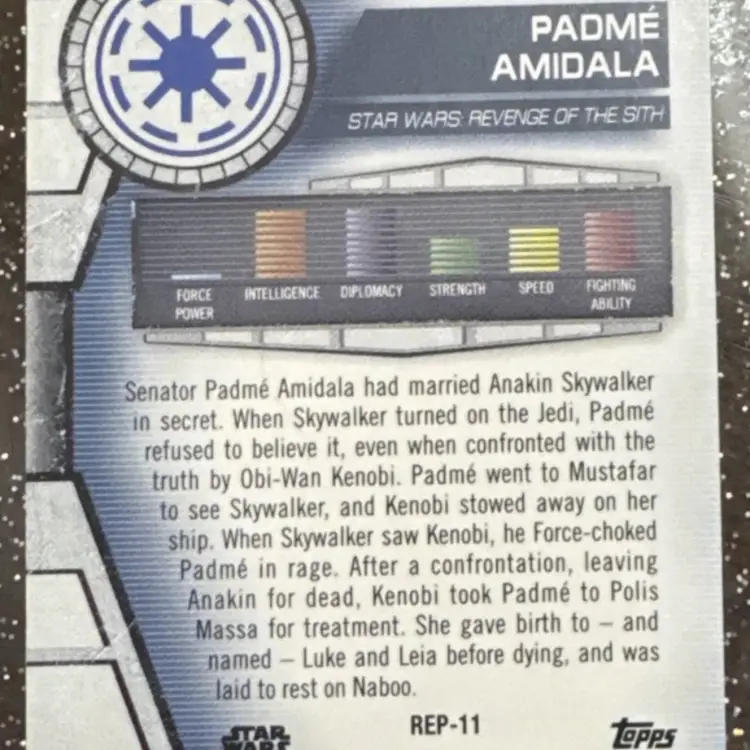 PADMÉ
AMIDALA
STAR WARS: REVENGE OF THE SITH
FORCE
POWER
INTELLIGENCE
DIPLOMACY
STRENGTH
SPEED
FIGHTING
ABILITY
Senator Padmé Amidala had married Anakin Skywalker
in secret. When Skywalker turned on the Jedi, Padmé
refused to believe it, even when confronted with the
truth by Obi-Wan Kenobi. Padmé went to Mustafar
to see Skywalker, and Kenobi stowed away on her
ship. When Skywalker saw Kenobi, he Force-choked
Padmé in rage. After a confrontation, leaving
Anakin for dead, Kenobi took Padmé to Polis
Massa for treatment. She gave birth to – and
named – Luke and Leia before dying, and was
laid to rest on Naboo.
STAR
WARS
REP-11
Topps